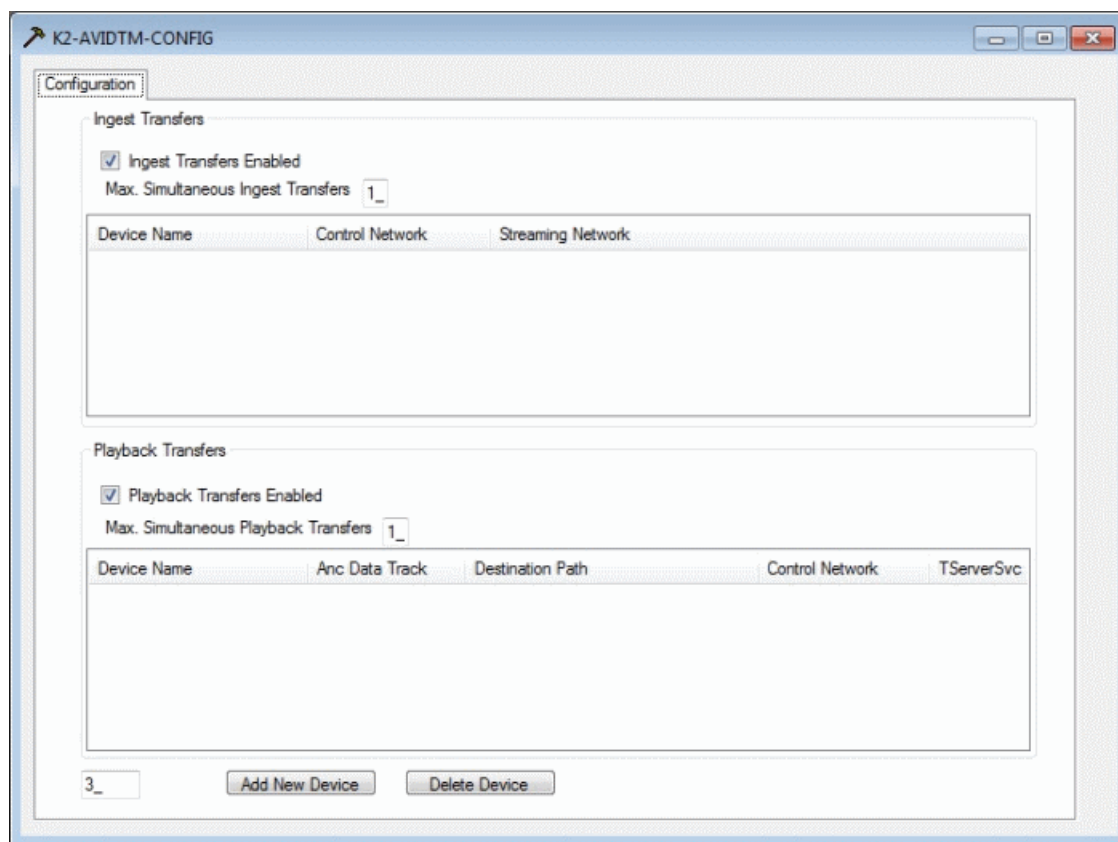 K2-AVIDTM-CONFIG
Configuration
Ingest Transfers
Ingest Transfers Enabled
Max. Simultaneous Ingest Transfers 1_
Device Name Control Network Streaming Network
Playback Transfers
Playback Transfers Enabled
Max. Simultaneous Playback Transfers 1_
Device Name Anc Data Track Destination Path Control Network TServerSvc
3_ Add New Device Delete Device